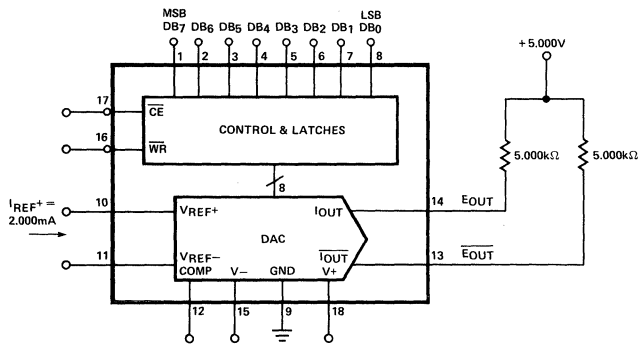 MSB LSB
DB7 DB6 DB5 DB4 DB3 DB2 DB1 DB0
1 2 3 4 5 6 7 8
+5.000V
17 CE
CONTROL & LATCHES
16 WR
5.000kΩ 5.000kΩ
8
IREF+ =
2.000mA
10 VREF+ IOUT 14 EOUT
DAC
11 VREF− IOUT 13 EOUT
COMP V− GND V+
12 15 9 18